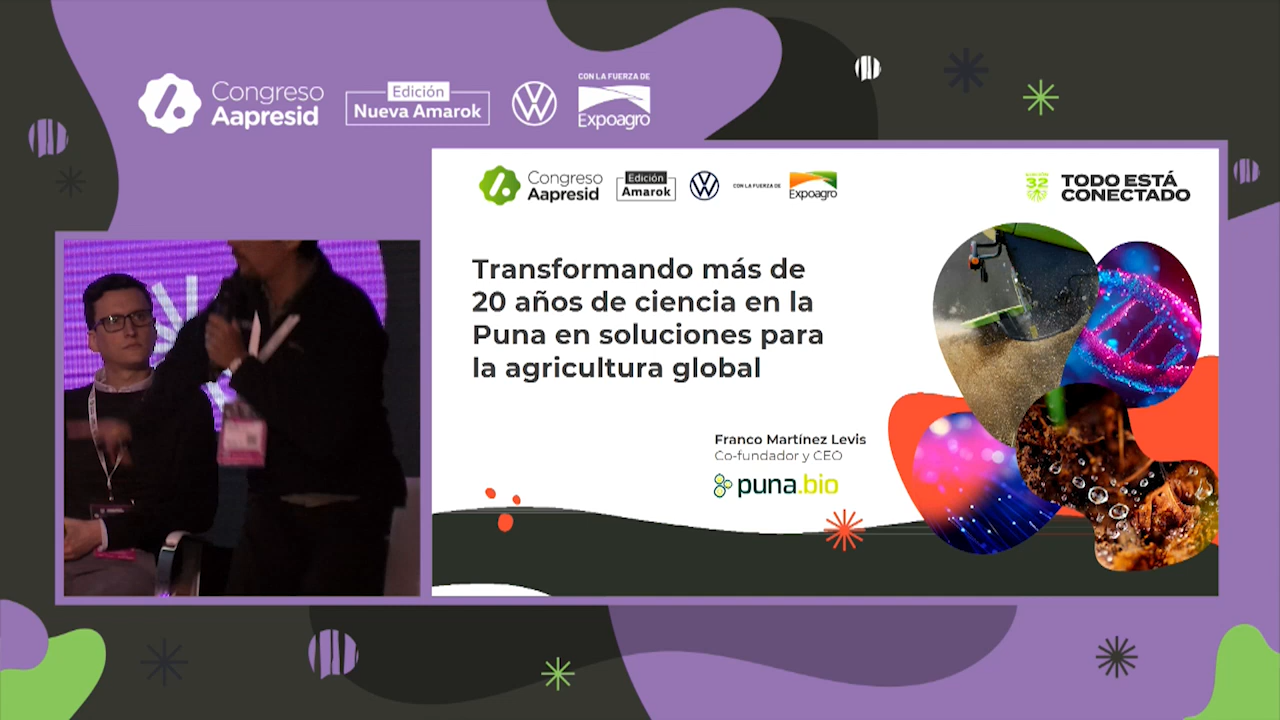 Congreso
Aapresid
Edición
Nueva Amarok
CON LA FUERZA DE
Expoagro
Congreso
Aapresid
Edición
Amarok
CON LA FUERZA DE
Expoagro
32
TODO ESTÁ
CONECTADO
Transformando más de
20 años de ciencia en la
Puna en soluciones para
la agricultura global
Franco Martínez Levis
Co-fundador y CEO
puna.bio